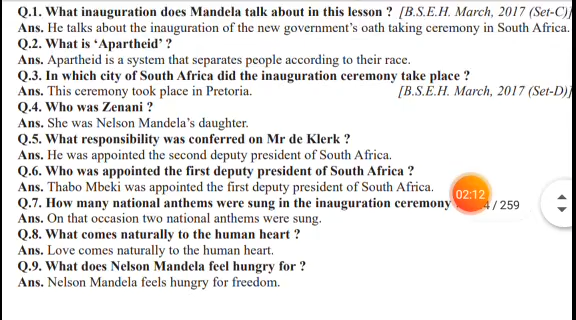 Q.1. What inauguration does Mandela talk about in this lesson ? [B.S.E.H. March, 2017 (Set-C)]
Ans. He talks about the inauguration of the new government's oath taking ceremony in South Africa.
Q.2. What is ‘Apartheid’ ?
Ans. Apartheid is a system that separates people according to their race.
Q.3. In which city of South Africa did the inauguration ceremony take place ?
Ans. This ceremony took place in Pretoria. [B.S.E.H. March, 2017 (Set-D)]
Q.4. Who was Zenani ?
Ans. She was Nelson Mandela's daughter.
Q.5. What responsibility was conferred on Mr de Klerk ?
Ans. He was appointed the second deputy president of South Africa.
Q.6. Who was appointed the first deputy president of South Africa ?
Ans. Thabo Mbeki was appointed the first deputy president of South Africa.
02:12
Q.7. How many national anthems were sung in the inauguration ceremony
/ 259
Ans. On that occasion two national anthems were sung.
Q.8. What comes naturally to the human heart ?
Ans. Love comes naturally to the human heart.
Q.9. What does Nelson Mandela feel hungry for ?
Ans. Nelson Mandela feels hungry for freedom.